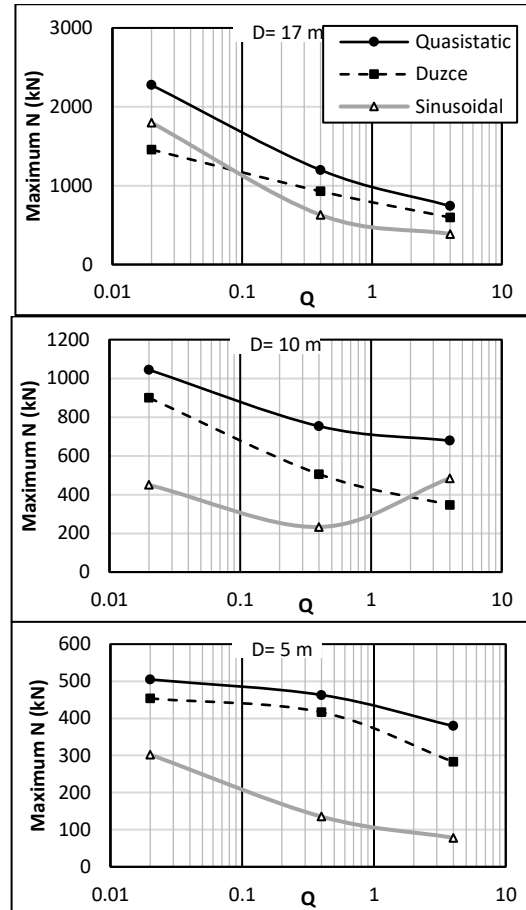 D= 17 m
Quasistatic
Duzce
Sinusoidal
Maximum N (kN)
3000
2000
1000
0
0.01 0.1 1 10
Q
D= 10 m
Maximum N (kN)
1200
1000
800
600
400
200
0
0.01 0.1 1 10
Q
D= 5 m
Maximum N (kN)
600
500
400
300
200
100
0
0.01 0.1 1 10
Q